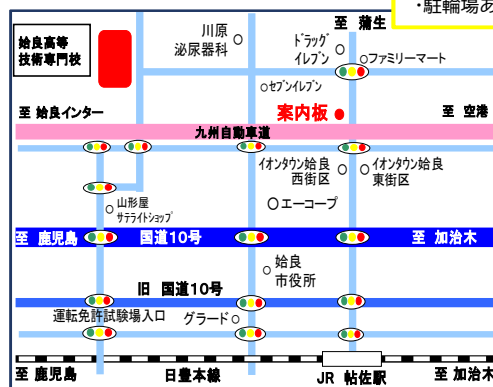 ・駐輪場あ
至 蒲生
川原
泌尿器科
ドラッグ
イレブン
ファミリーマート
姶良高等
技術専門校
セブンイレブン
案内板
至 姶良インター
至 空港
九州自動車道
イオンタウン姶良
西街区
イオンタウン姶良
東街区
山形屋
サテライトショップ
エーコープ
至 鹿児島
国道10号
至 加治木
姶良
市役所
旧 国道10号
運転免許試験場入口
グラード
至 鹿児島
日豊本線
JR 帖佐駅
至 加治木